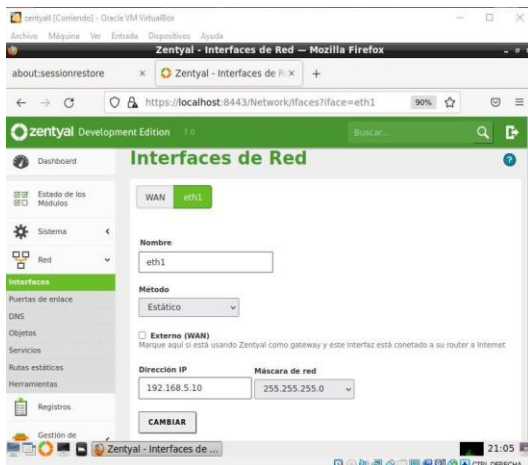 zentyall [Corriendo] - Oracle VM VirtualBox
Archivo Máquina Ver Entrada Dispositivos Ayuda
Zentyal - Interfaces de Red — Mozilla Firefox
about:sessionrestore
Zentyal - Interfaces de R
https://localhost:8443/Network/Ifaces?iface=eth1
90%
zentyal Development Edition 7.0
Buscar...
Dashboard
Interfaces de Red
Estado de los Módulos
WAN eth1
Sistema
Nombre
Red
eth1
Interfaces
Método
Puertas de enlace
Estático
DNS
Objetos
Externo (WAN)
Servicios
Marque aquí si está usando Zentyal como gateway y este interfaz está conetado a su router a Internet.
Rutas estáticas
Dirección IP Máscara de red
Herramientas
192.168.5.10 255.255.255.0
Registros
CAMBIAR
Gestión de
Zentyal - Interfaces de ...
21:05
CTRL DERECHA